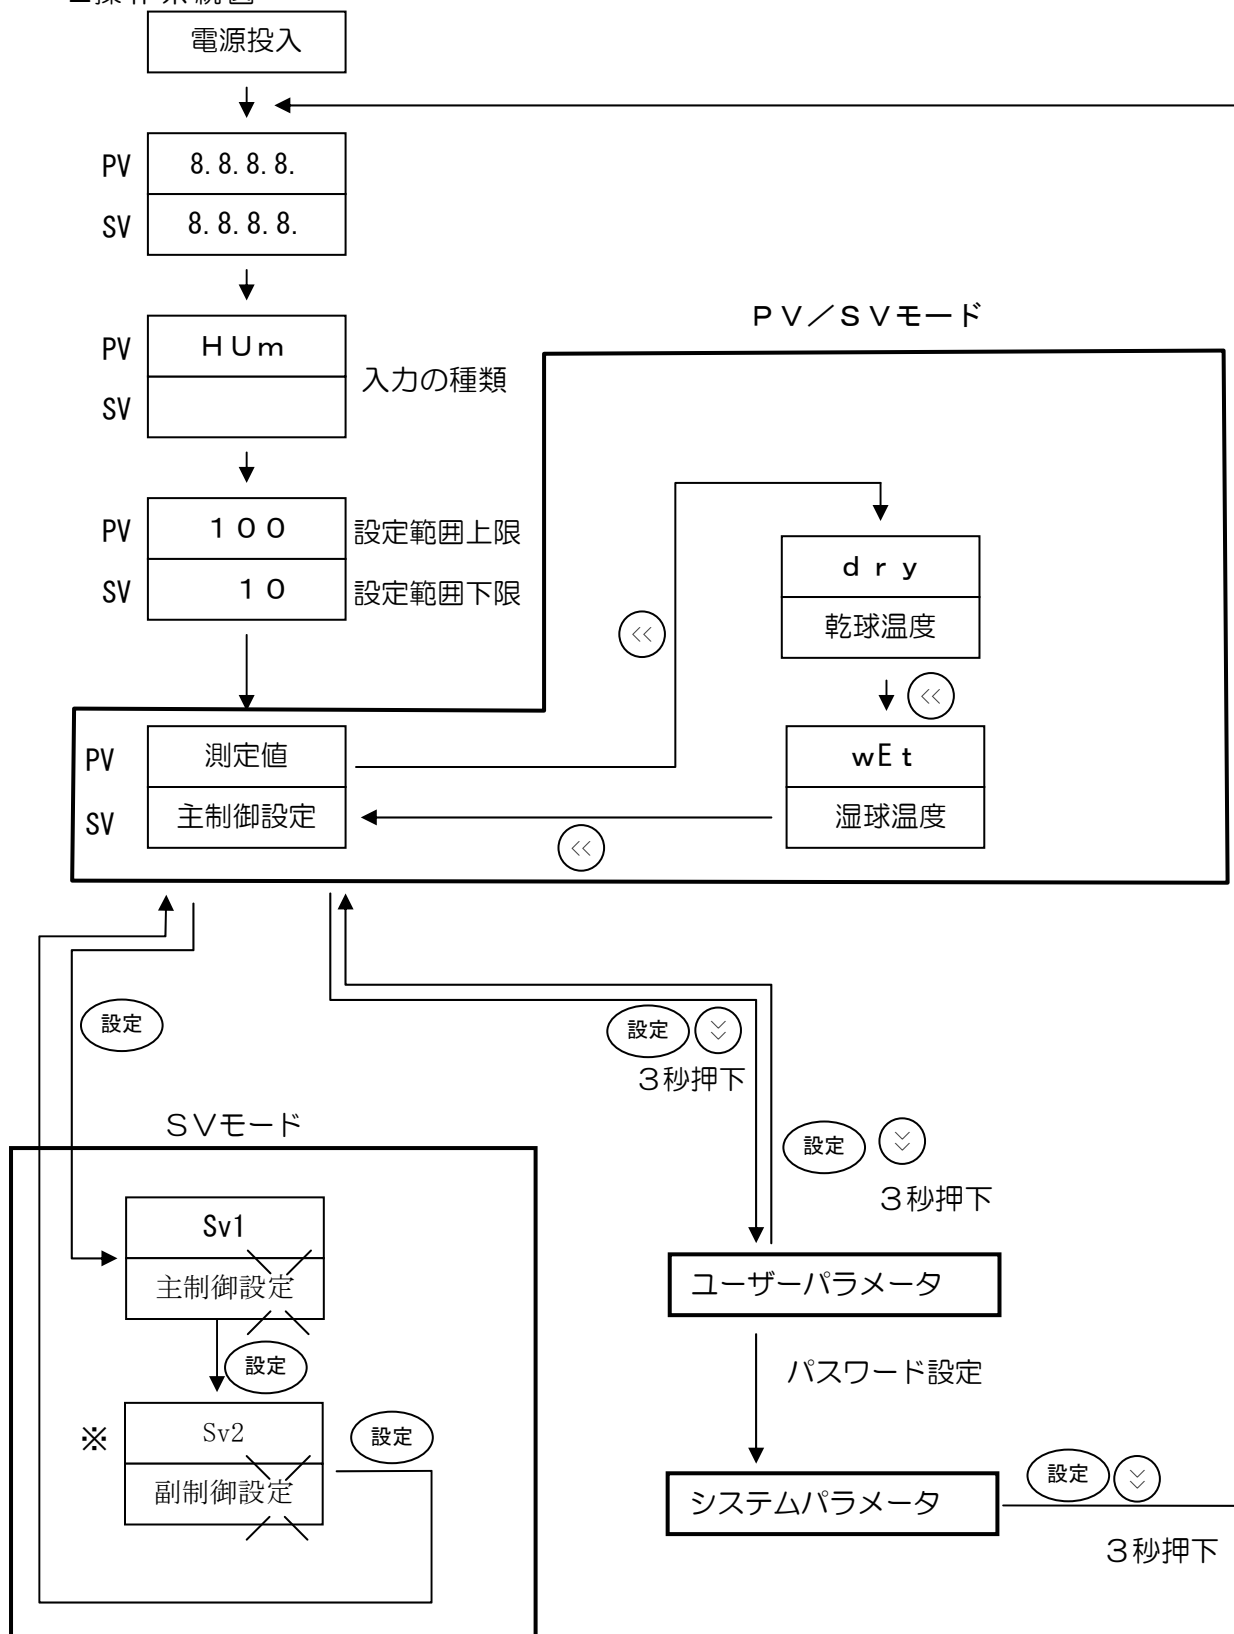 電源投入
PV 8.8.8.8.
SV 8.8.8.8.
PV/SVモード
PV HUm
入力の種類
SV
PV 100 設定範囲上限
SV 10 設定範囲下限
dry
乾球温度
<<
<<
PV 測定値
wEt
SV 主制御設定
湿球温度
<<
設定
設定
3秒押下
SVモード
設定
3秒押下
Sv1
主制御設定
ユーザーパラメータ
設定
パスワード設定
※ Sv2 設定
副制御設定
システムパラメータ
設定
3秒押下